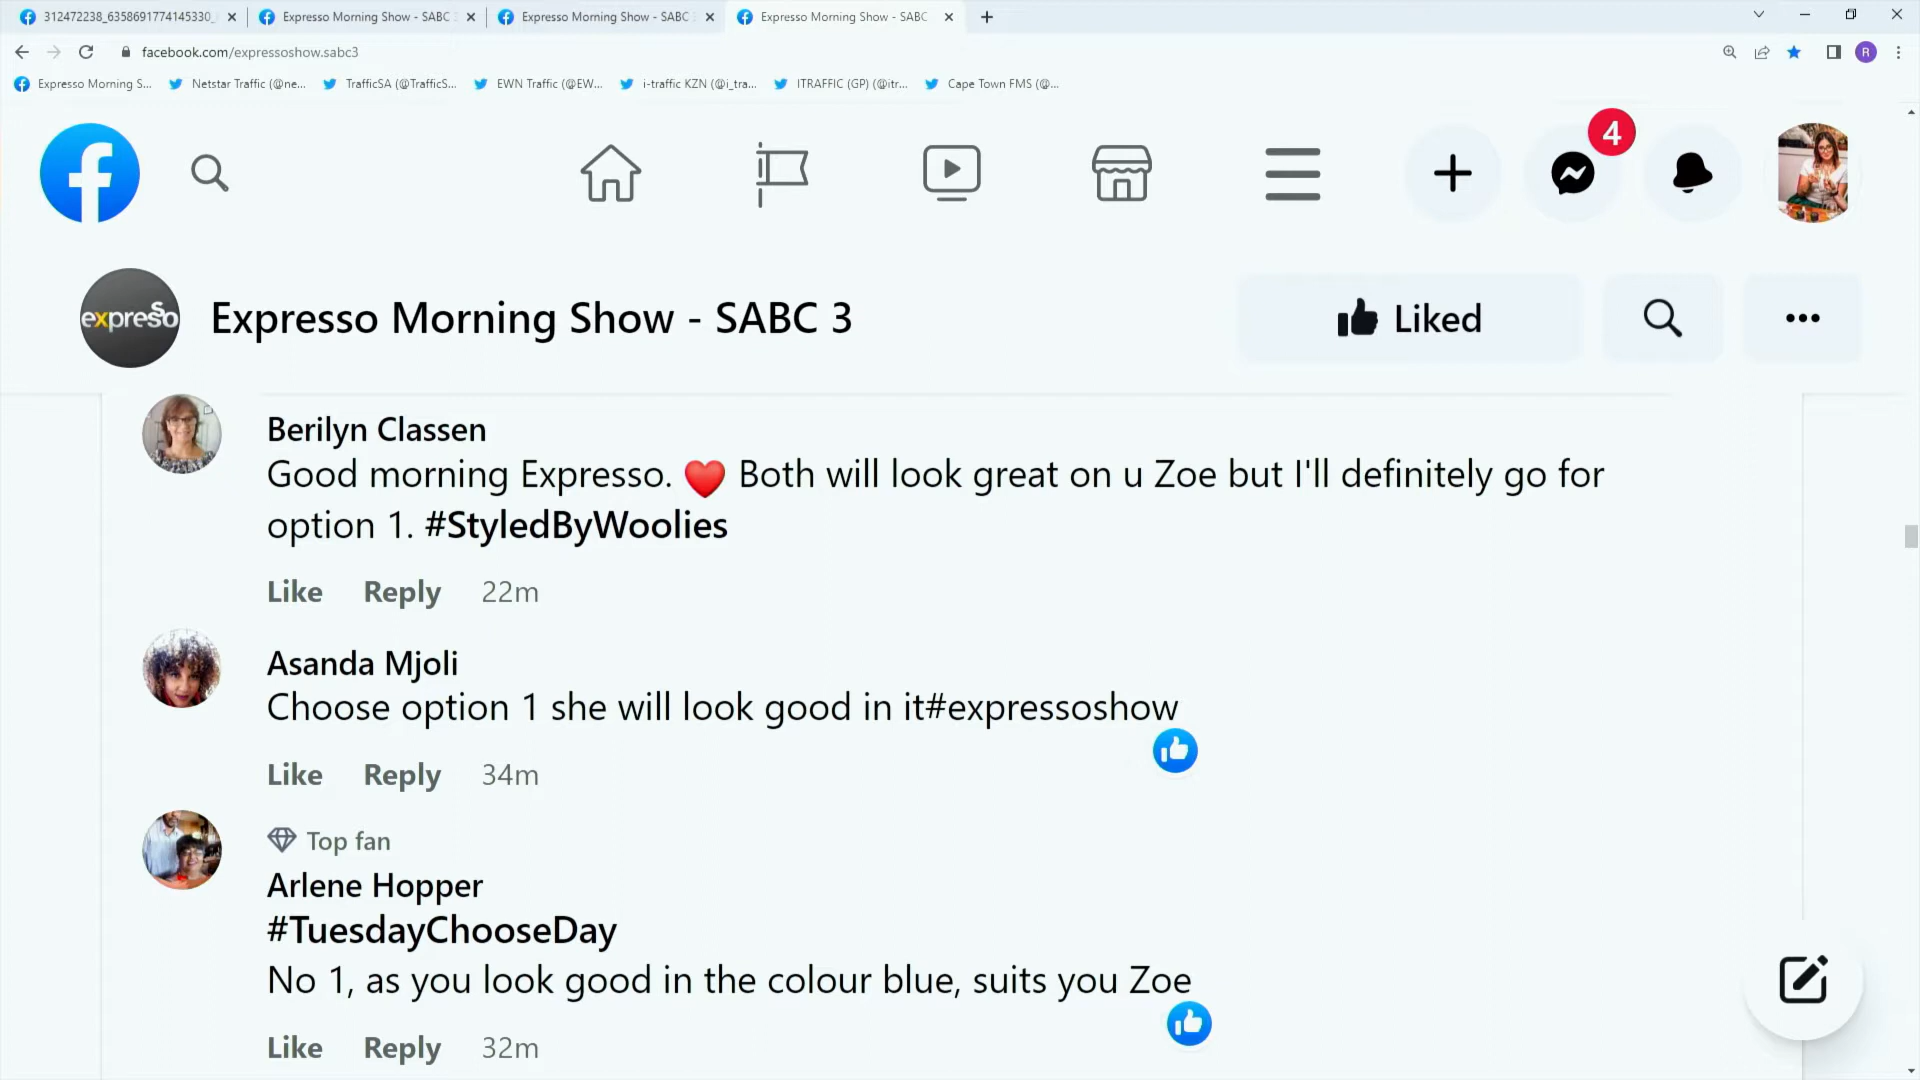 312472238_6358691774145330_
Expresso Morning Show - SABC
Expresso Morning Show - SABC
Expresso Morning Show - SABC
facebook.com/expressoshow.sabc3
R
Expresso Morning S...
Netstar Traffic (@ne...
TrafficSA (@TrafficS...
EWN Traffic (@EW...
i-traffic KZN (@i_tra...
ITRAFFIC (GP) (@itr...
Cape Town FMS (@...
4
expresso
Expresso Morning Show - SABC 3
Liked
Berilyn Classen
Good morning Expresso. ❤️ Both will look great on u Zoe but I'll definitely go for
option 1. #StyledByWoolies
Like Reply 22m
Asanda Mjoli
Choose option 1 she will look good in it#expressoshow
Like Reply 34m
Top fan
Arlene Hopper
#TuesdayChooseDay
No 1, as you look good in the colour blue, suits you Zoe
Like Reply 32m